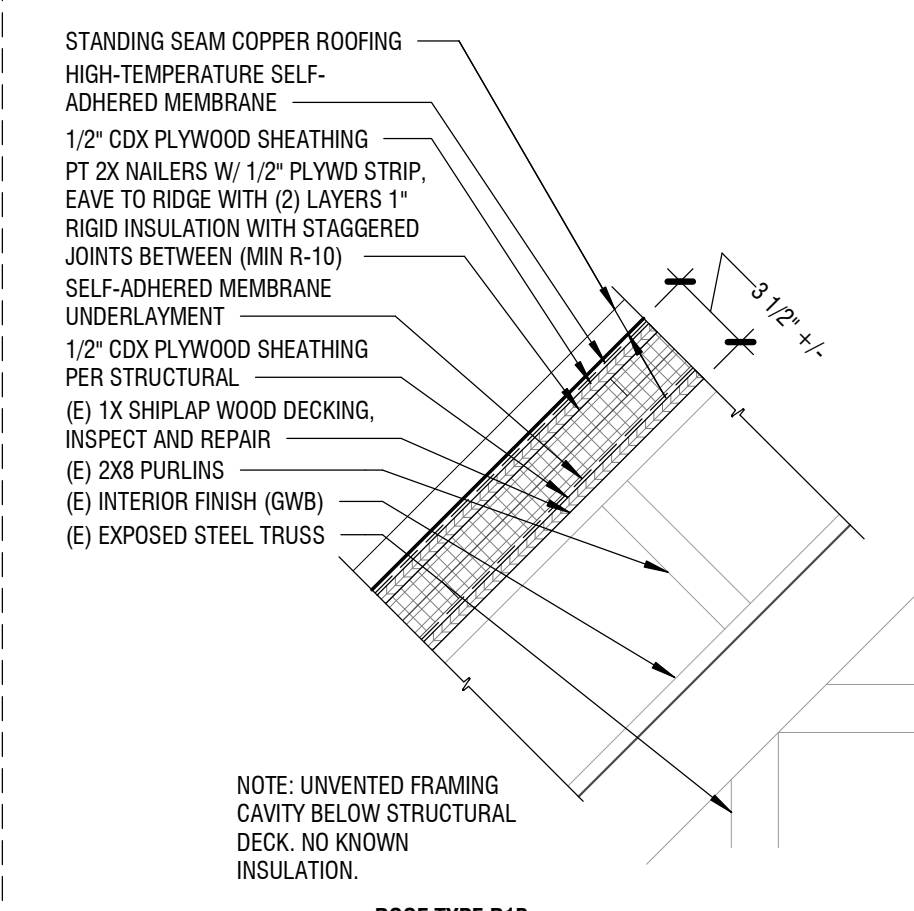 STANDING SEAM COPPER ROOFING
HIGH-TEMPERATURE SELF-
ADHERED MEMBRANE
1/2" CDX PLYWOOD SHEATHING
PT 2X NAILERS W/ 1/2" PLYWD STRIP,
EAVE TO RIDGE WITH (2) LAYERS 1"
RIGID INSULATION WITH STAGGERED
JOINTS BETWEEN (MIN R-10)
SELF-ADHERED MEMBRANE
UNDERLAYMENT
1/2" CDX PLYWOOD SHEATHING
PER STRUCTURAL
(E) 1X SHIPLAP WOOD DECKING,
INSPECT AND REPAIR
(E) 2X8 PURLINS
(E) INTERIOR FINISH (GWB)
(E) EXPOSED STEEL TRUSS
3 1/2" +/-
NOTE: UNVENTED FRAMING
CAVITY BELOW STRUCTURAL
DECK. NO KNOWN
INSULATION.